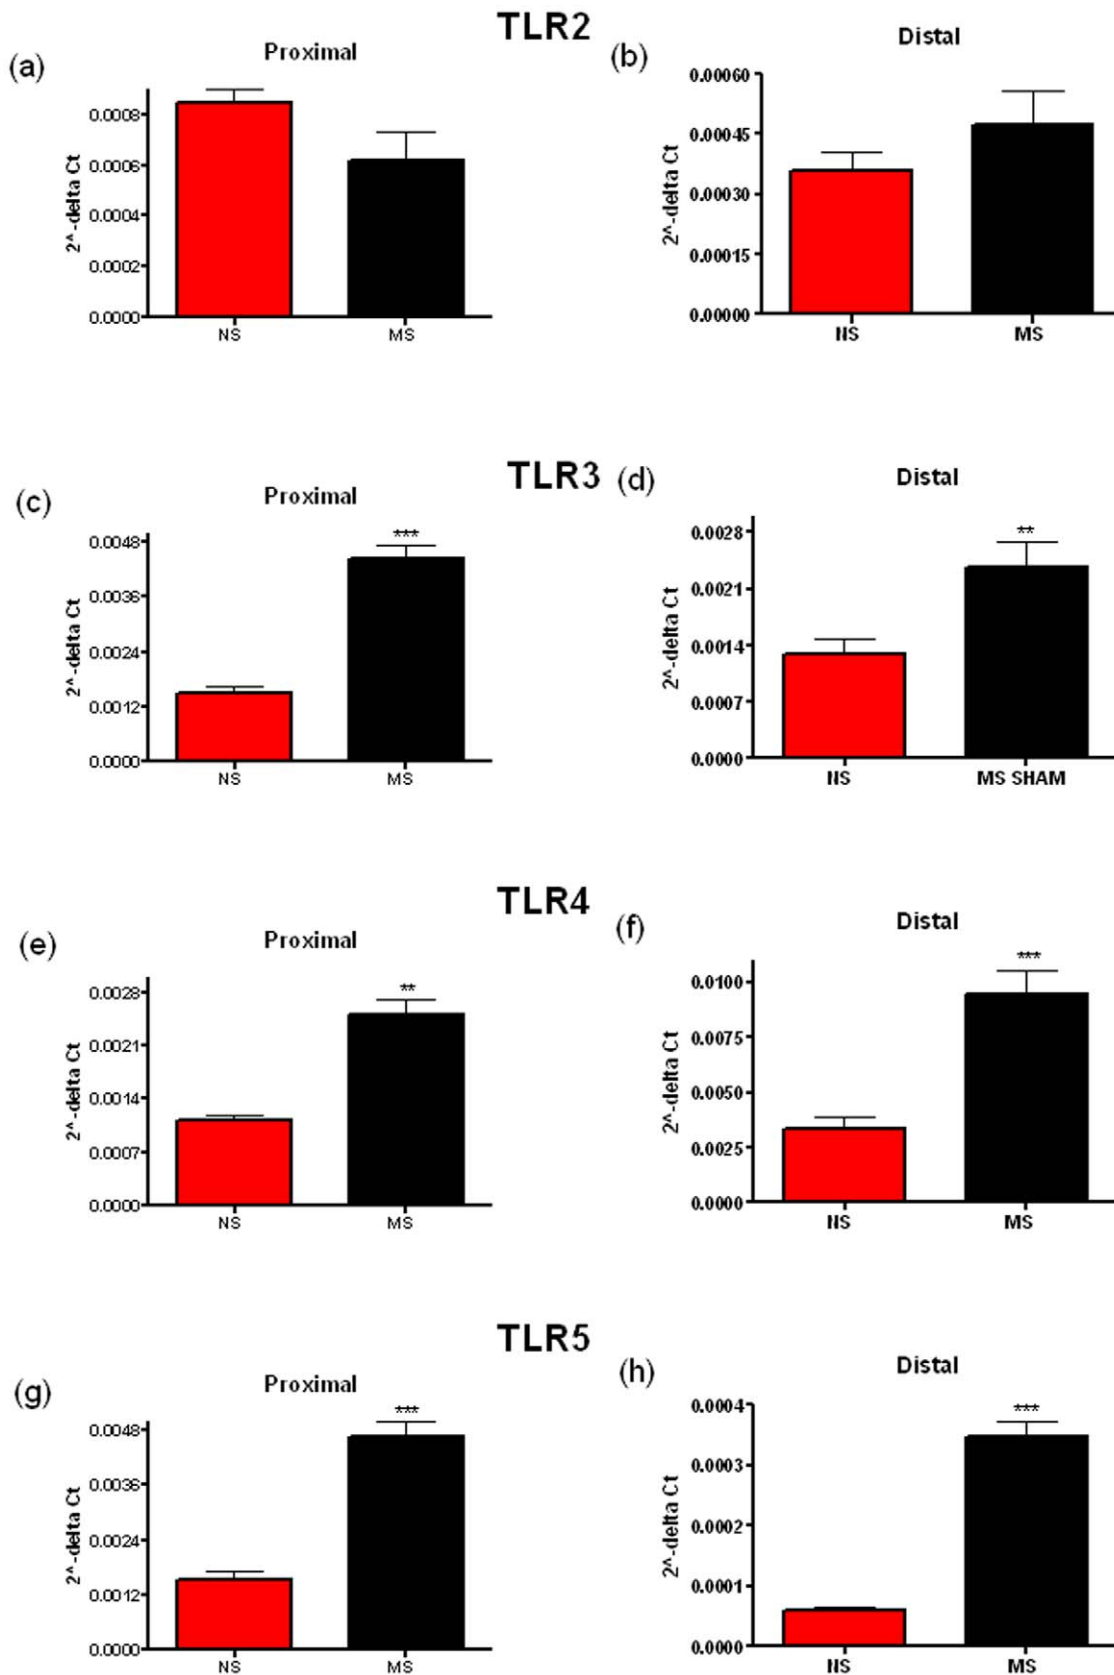 TLR2
(a)
Proximal
2^-delta Ct
0.0008
0.0006
0.0004
0.0002
0.0000
NS MS
(b)
Distal
2^-delta Ct
0.00060
0.00045
0.00030
0.00015
0.00000
NS MS
TLR3
(c)
Proximal
2^-delta Ct
0.0048
0.0036
0.0024
0.0012
0.0000
***
NS MS
(d)
Distal
2^-delta Ct
0.0028
0.0021
0.0014
0.0007
0.0000
**
NS MS SHAM
TLR4
(e)
Proximal
2^-delta Ct
0.0028
0.0021
0.0014
0.0007
0.0000
**
NS MS
(f)
Distal
2^-delta Ct
0.0100
0.0075
0.0050
0.0025
0.0000
***
NS MS
TLR5
(g)
Proximal
2^-delta Ct
0.0048
0.0036
0.0024
0.0012
0.0000
***
NS MS
(h)
Distal
2^-delta Ct
0.0004
0.0003
0.0002
0.0001
0.0000
***
NS MS